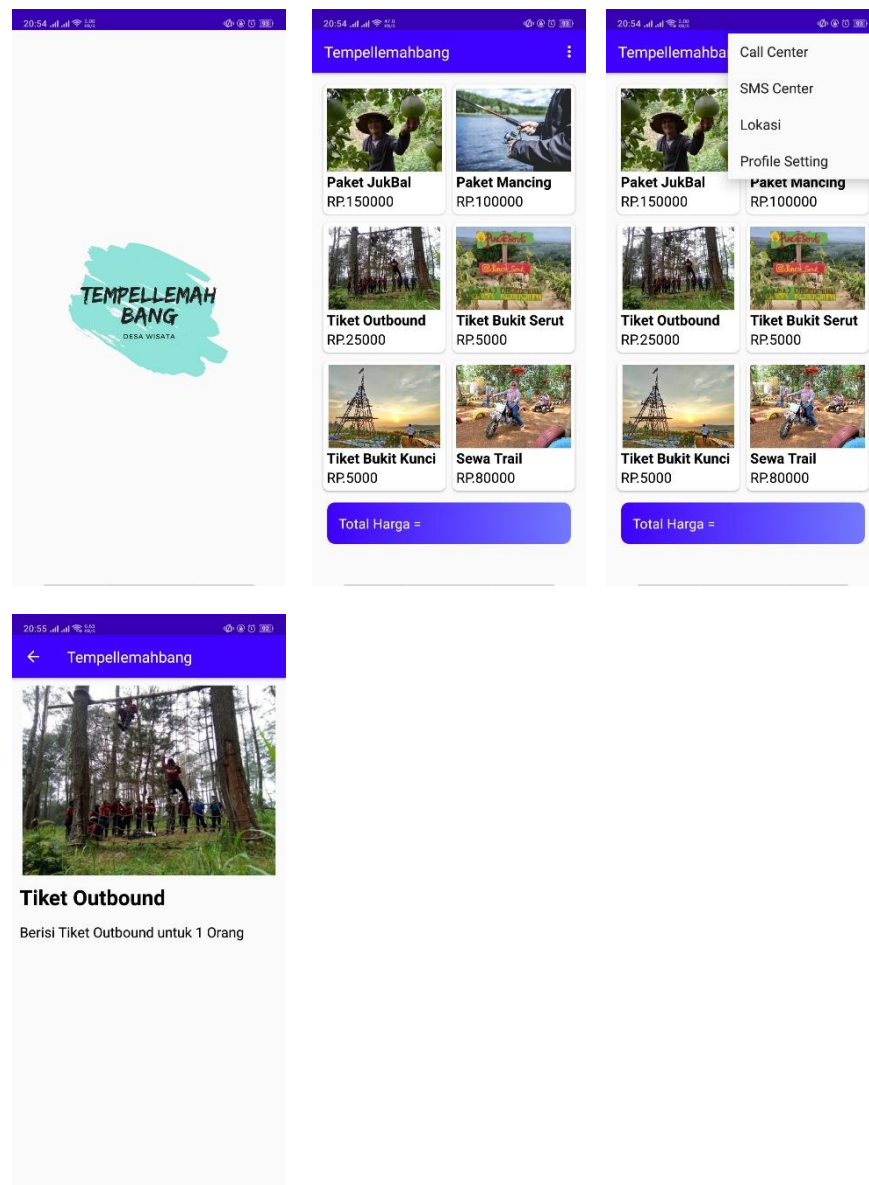 20:54
TEMPELLEMAH
BANG
DESA WISATA
20:54
Tempellemahbang
Paket JukBal
RP.150000
Paket Mancing
RP.100000
Tiket Outbound
RP.25000
Tiket Bukit Serut
RP.5000
Tiket Bukit Kunci
RP.5000
Sewa Trail
RP.80000
Total Harga =
20:54
Tempellemahba
Call Center
SMS Center
Lokasi
Profile Setting
Paket JukBal
RP.150000
Paket Mancing
RP.100000
Tiket Outbound
RP.25000
Tiket Bukit Serut
RP.5000
Tiket Bukit Kunci
RP.5000
Sewa Trail
RP.80000
Total Harga =
20:55
Tempellemahbang
Tiket Outbound
Berisi Tiket Outbound untuk 1 Orang